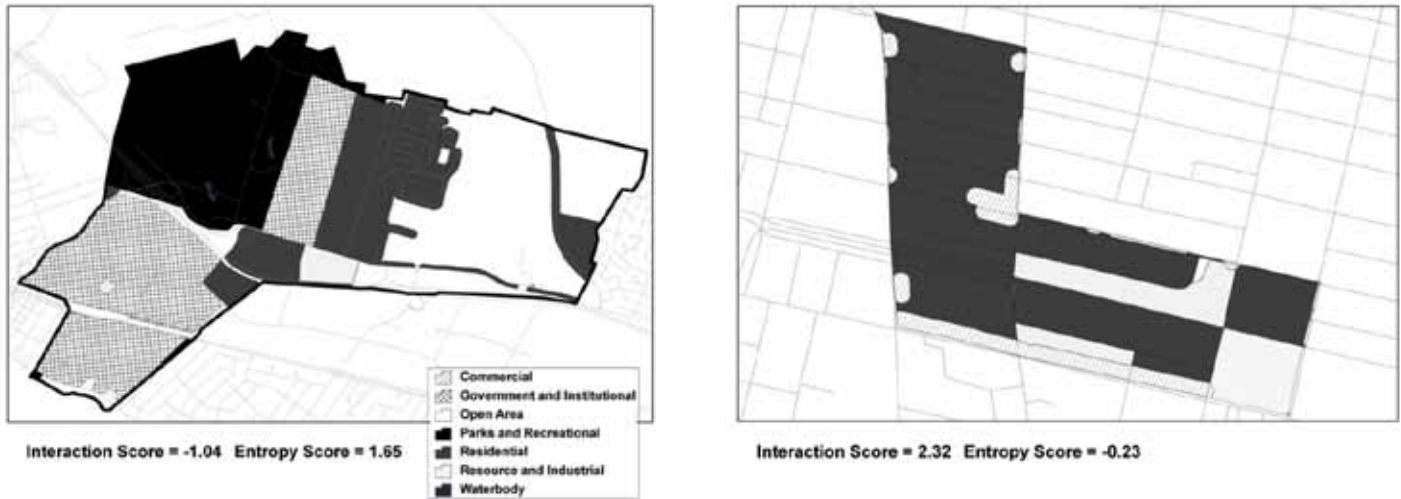 Commercial
Government and Institutional
Open Area
Parks and Recreational
Residential
Resource and Industrial
Waterbody
Interaction Score = -1.04 Entropy Score = 1.65
Interaction Score = 2.32 Entropy Score = -0.23